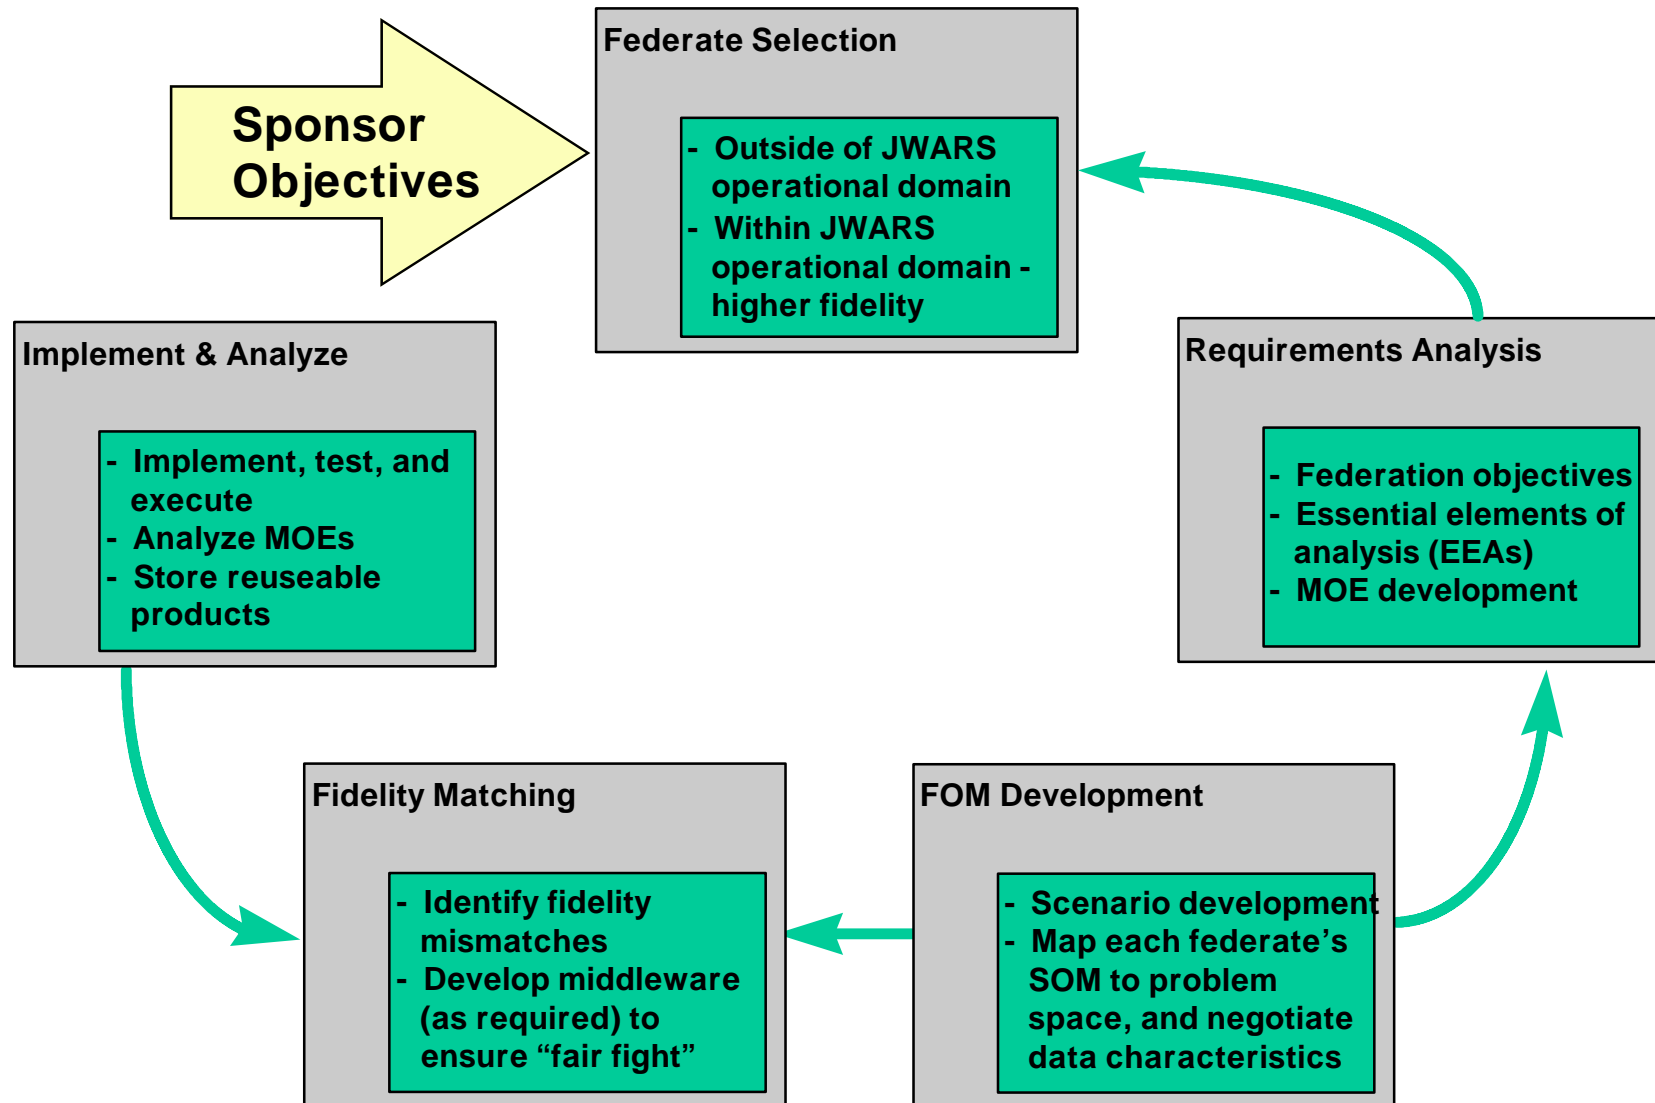 Sponsor
Objectives
Federate Selection
- Outside of JWARS
operational domain
- Within JWARS
operational domain -
higher fidelity
Implement & Analyze
- Implement, test, and
execute
- Analyze MOEs
- Store reuseable
products
Requirements Analysis
- Federation objectives
- Essential elements of
analysis (EEAs)
- MOE development
Fidelity Matching
- Identify fidelity
mismatches
- Develop middleware
(as required) to
ensure “fair fight”
FOM Development
- Scenario development
- Map each federate’s
SOM to problem
space, and negotiate
data characteristics